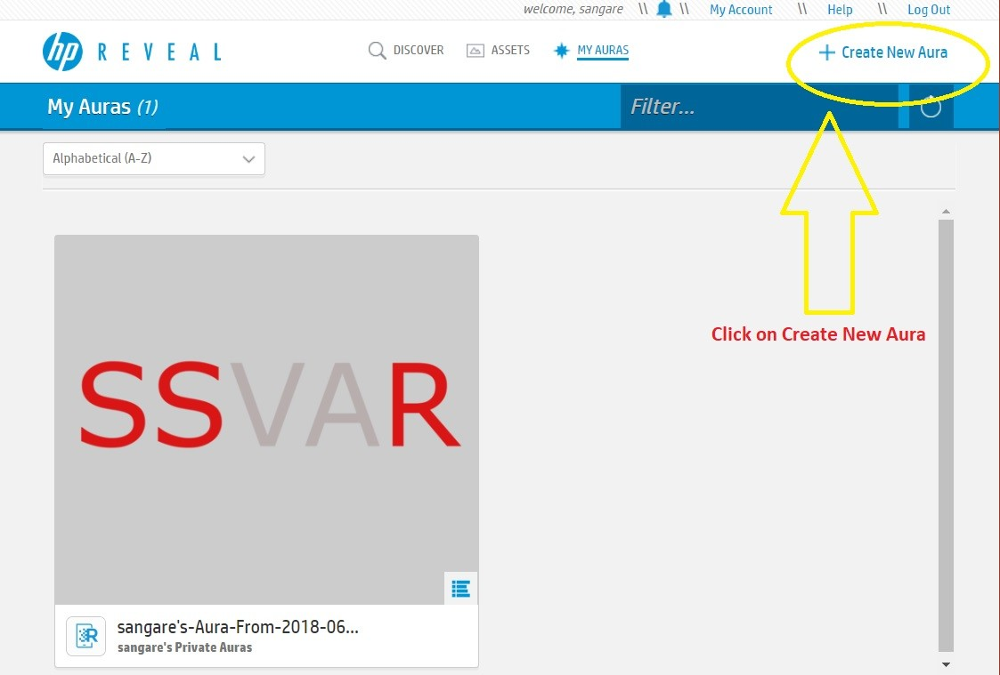 welcome, sangare \\ \\ My Account \\ Help \\ Log Out
hp REVEAL DISCOVER ASSETS MY AURAS + Create New Aura
My Auras (1) Filter...
Alphabetical (A-Z)
Click on Create New Aura
SSVAR
R sangare's-Aura-From-2018-06...
sangare's Private Auras